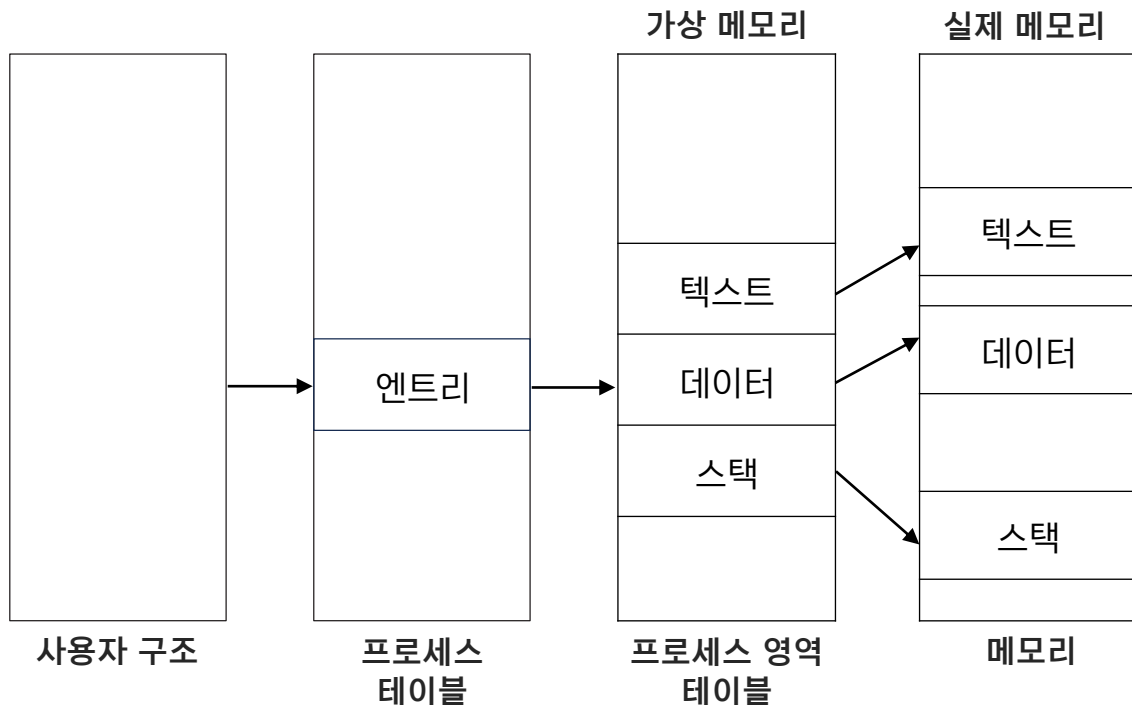 가상 메모리
실제 메모리
엔트리
텍스트
데이터
스택
텍스트
데이터
스택
사용자 구조
프로세스
테이블
프로세스 영역
테이블
메모리